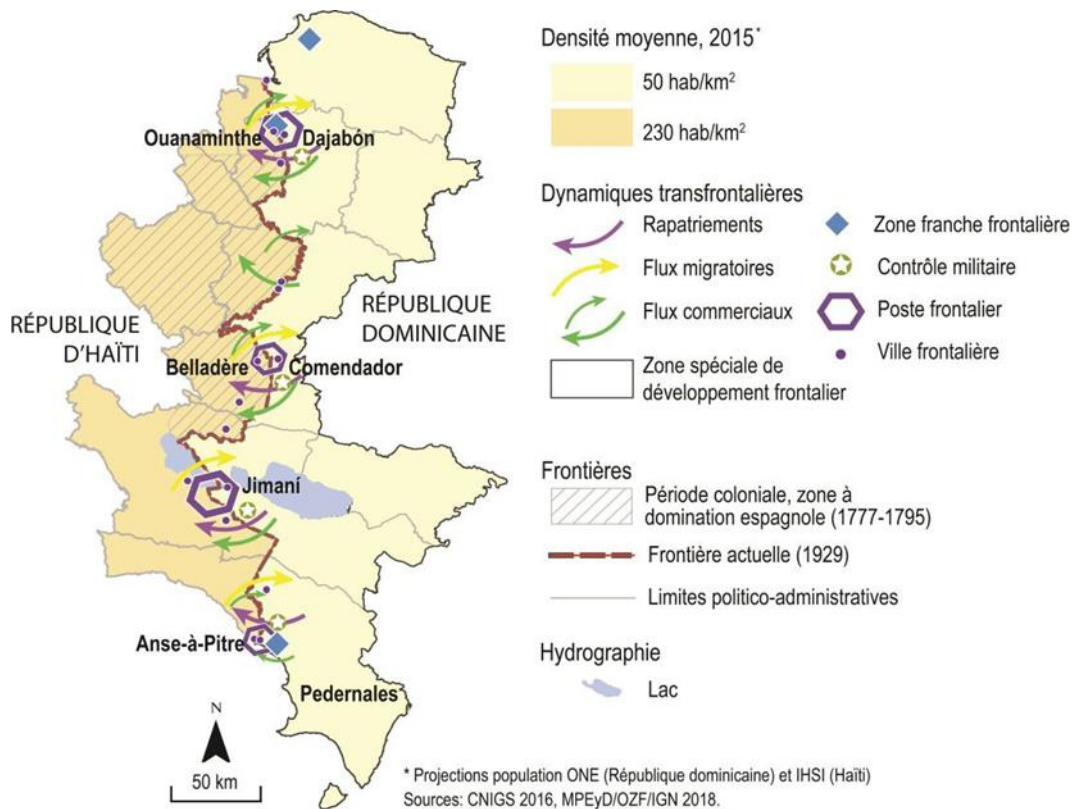 Ouanaminthe
Dajabón
RÉPUBLIQUE
D'HAÏTI
RÉPUBLIQUE
DOMINICAINE
Belladère
Comendador
Jimaní
Anse-à-Pitre
Pedernales
N
50 km
Densité moyenne, 2015*
50 hab/km²
230 hab/km²
Dynamiques transfrontalières
Rapatriements
Flux migratoires
Flux commerciaux
Zone spéciale de
développement frontalier
Zone franche frontalière
Contrôle militaire
Poste frontalier
Ville frontalière
Frontières
Période coloniale, zone à
domination espagnole (1777-1795)
Frontière actuelle (1929)
Limites politico-administratives
Hydrographie
Lac
* Projections population ONE (République dominicaine) et IHSI (Haïti)
Sources: CNIGS 2016, MPEyD/OZF/IGN 2018.